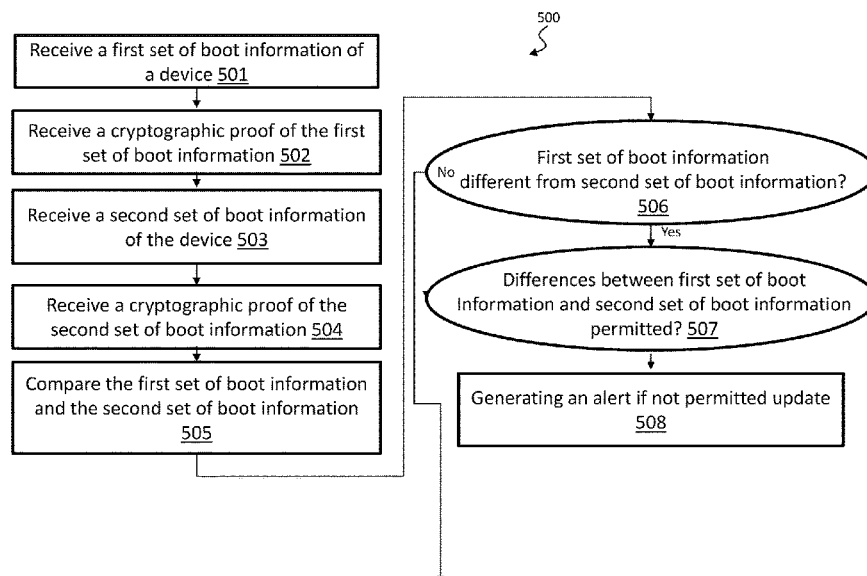 500
Receive a first set of boot information of
a device 501
Receive a cryptographic proof of the first
set of boot information 502
Receive a second set of boot information
of the device 503
Receive a cryptographic proof of the
second set of boot information 504
Compare the first set of boot information
and the second set of boot information
505
First set of boot information
different from second set of boot information?
506
No
Yes
Differences between first set of boot
Information and second set of boot information
permitted? 507
Generating an alert if not permitted update
508